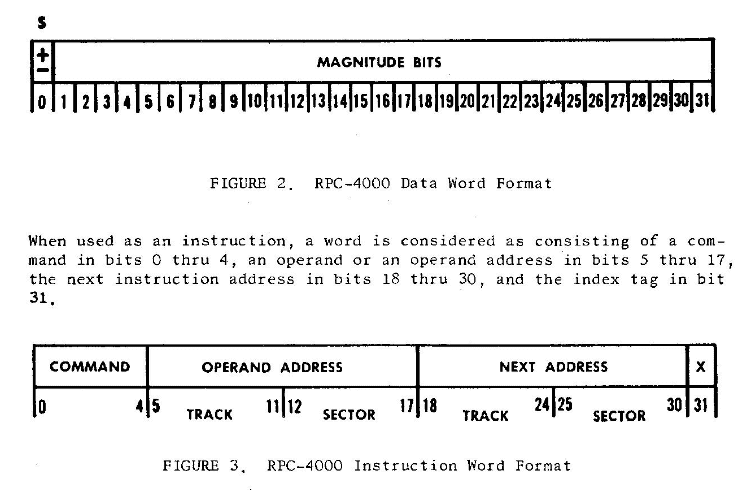 S
+
-
MAGNITUDE BITS
0 1 2 3 4 5 6 7 8 9 10 11 12 13 14 15 16 17 18 19 20 21 22 23 24 25 26 27 28 29 30 31
FIGURE 2. RPC-4000 Data Word Format
When used as an instruction, a word is considered as consisting of a com-
mand in bits 0 thru 4, an operand or an operand address in bits 5 thru 17,
the next instruction address in bits 18 thru 30, and the index tag in bit
31.
COMMAND OPERAND ADDRESS NEXT ADDRESS X
0 4 5 TRACK 11 12 SECTOR 17 18 TRACK 24 25 SECTOR 30 31
FIGURE 3. RPC-4000 Instruction Word Format